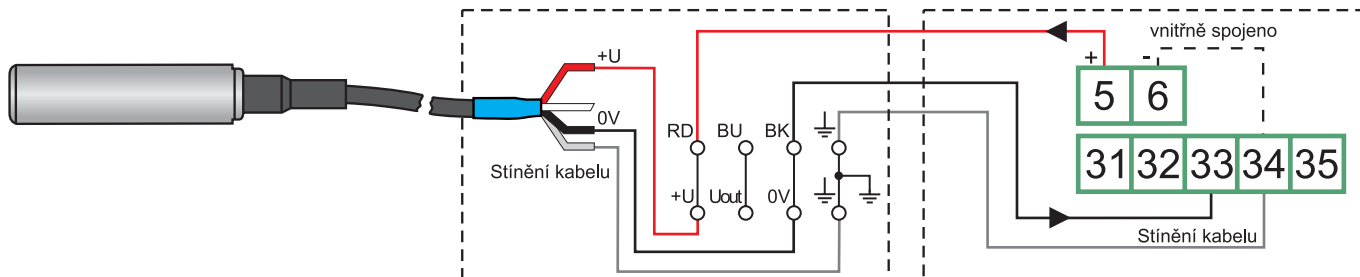 vnitřně spojeno
+U
+ -
5 6
0V
RD BU BK
31 32 33 34 35
Stínění kabelu
+U Uout 0V
Stínění kabelu